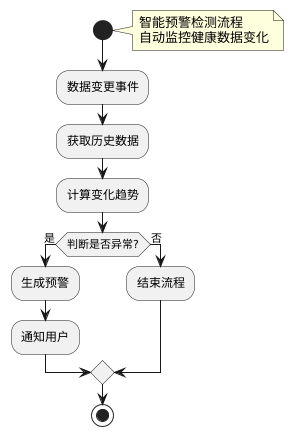 智能预警检测流程
自动监控健康数据变化
数据变更事件
获取历史数据
计算变化趋势
是
判断是否异常?
否
生成预警
结束流程
通知用户